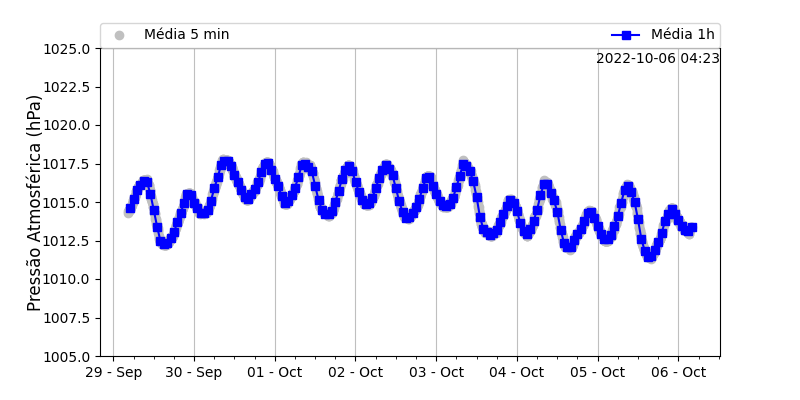 Média 5 min
Média 1h
2022-10-06 04:23
Pressão Atmosférica (hPa)
1025.0
1022.5
1020.0
1017.5
1015.0
1012.5
1010.0
1007.5
1005.0
29 - Sep
30 - Sep
01 - Oct
02 - Oct
03 - Oct
04 - Oct
05 - Oct
06 - Oct